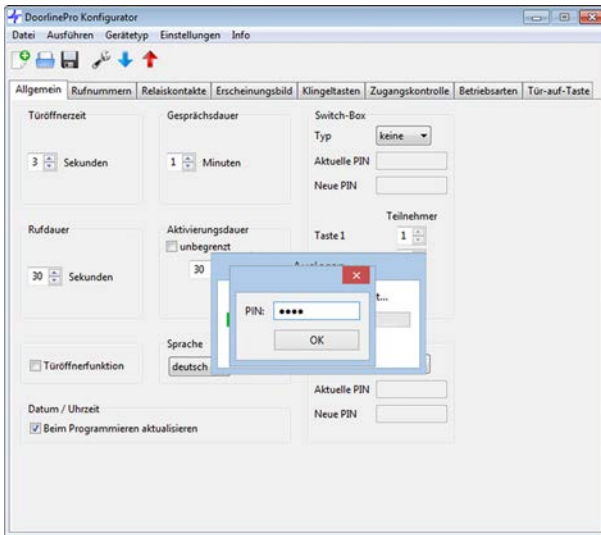 DoorlinePro Konfigurator
Datei Ausführen Gerätetyp Einstellungen Info
Allgemein Rufnummern Relaiskontakte Erscheinungsbild Klingeltasten Zugangskontrolle Betriebsarten Tür-auf-Taste
Türöffnerzeit Gesprächsdauer Switch-Box
Typ keine
3 Sekunden 1 Minuten Aktuelle PIN
Neue PIN
Teilnehmer
Rufdauer Aktivierungsdauer Taste 1 1
unbegrenzt
30 Sekunden 30
t...
PIN: ••••
OK
Sprache
Türöffnerfunktion deutsch
Aktuelle PIN
Datum / Uhrzeit Neue PIN
Beim Programmieren aktualisieren